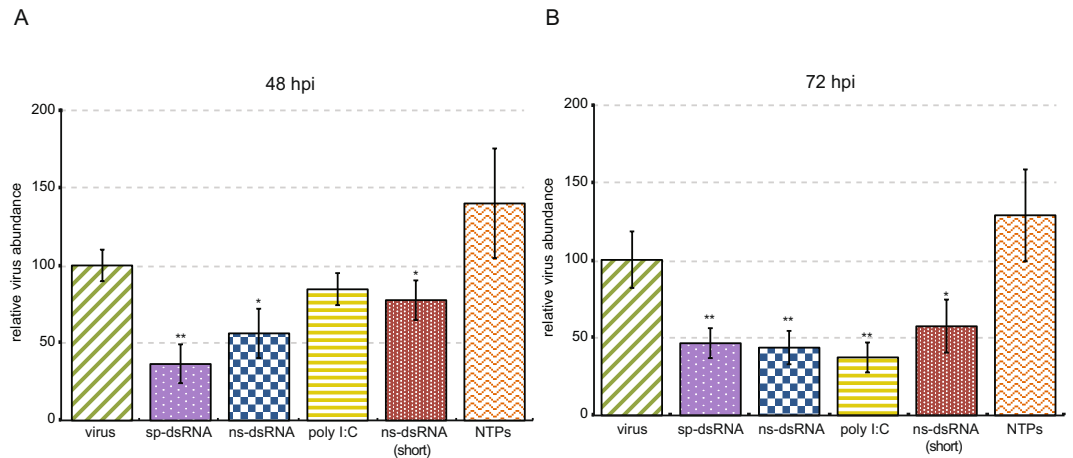 A
48 hpi
relative virus abundance
200
150
100
50
0
**
*
*
virus sp-dsRNA ns-dsRNA poly I:C ns-dsRNA NTPs
(short)
B
72 hpi
relative virus abundance
200
150
100
50
0
**
**
**
*
virus sp-dsRNA ns-dsRNA poly I:C ns-dsRNA NTPs
(short)